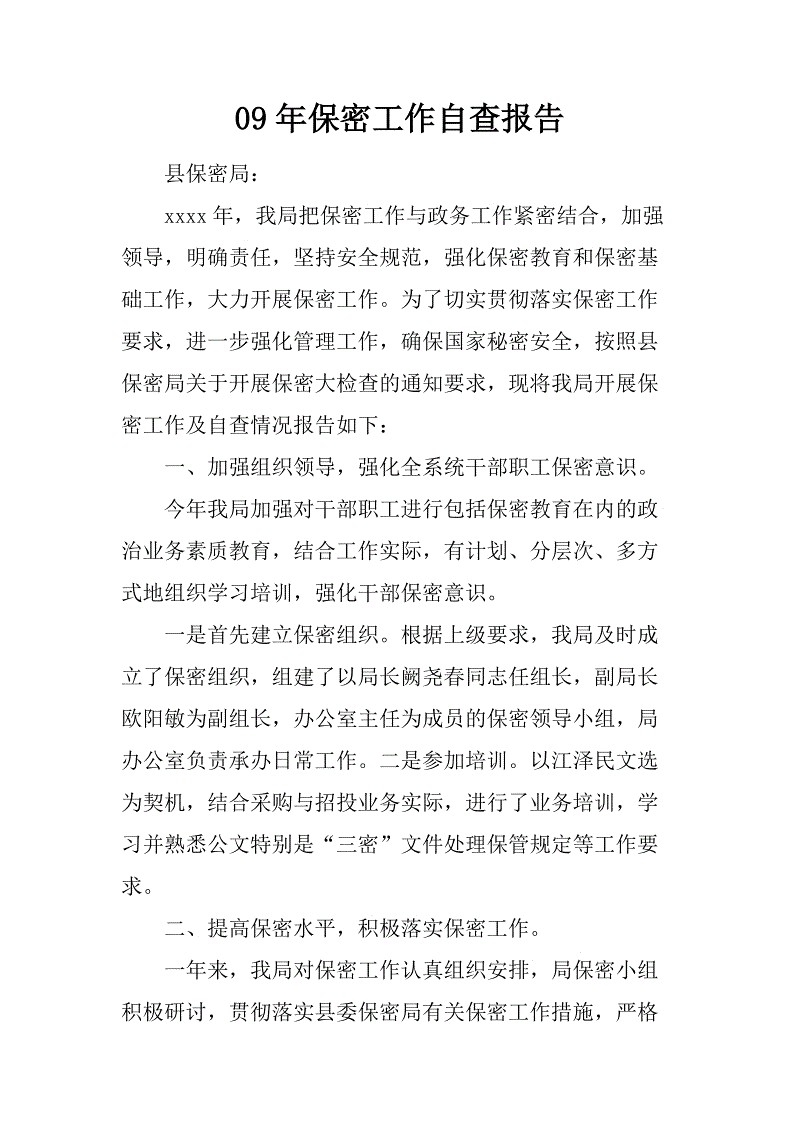 09 年保密工作自查报告
县保密局：
xxxx 年，我局把保密工作与政务工作紧密结合，加强
领导，明确责任，坚持安全规范，强化保密教育和保密基
础工作，大力开展保密工作。为了切实贯彻落实保密工作
要求，进一步强化管理工作，确保国家秘密安全，按照县
保密局关于开展保密大检查的通知要求，现将我局开展保
密工作及自查情况报告如下：
一、加强组织领导，强化全系统干部职工保密意识。
今年我局加强对干部职工进行包括保密教育在内的政
治业务素质教育，结合工作实际，有计划、分层次、多方
式地组织学习培训，强化干部保密意识。
一是首先建立保密组织。根据上级要求，我局及时成
立了保密组织，组建了以局长阙尧春同志任组长，副局长
欧阳敏为副组长，办公室主任为成员的保密领导小组，局
办公室负责承办日常工作。二是参加培训。以江泽民文选
为契机，结合采购与招投业务实际，进行了业务培训，学
习并熟悉公文特别是“三密”文件处理保管规定等工作要
求。
二、提高保密水平，积极落实保密工作。
一年来，我局对保密工作认真组织安排，局保密小组
积极研讨，贯彻落实县委保密局有关保密工作措施，严格